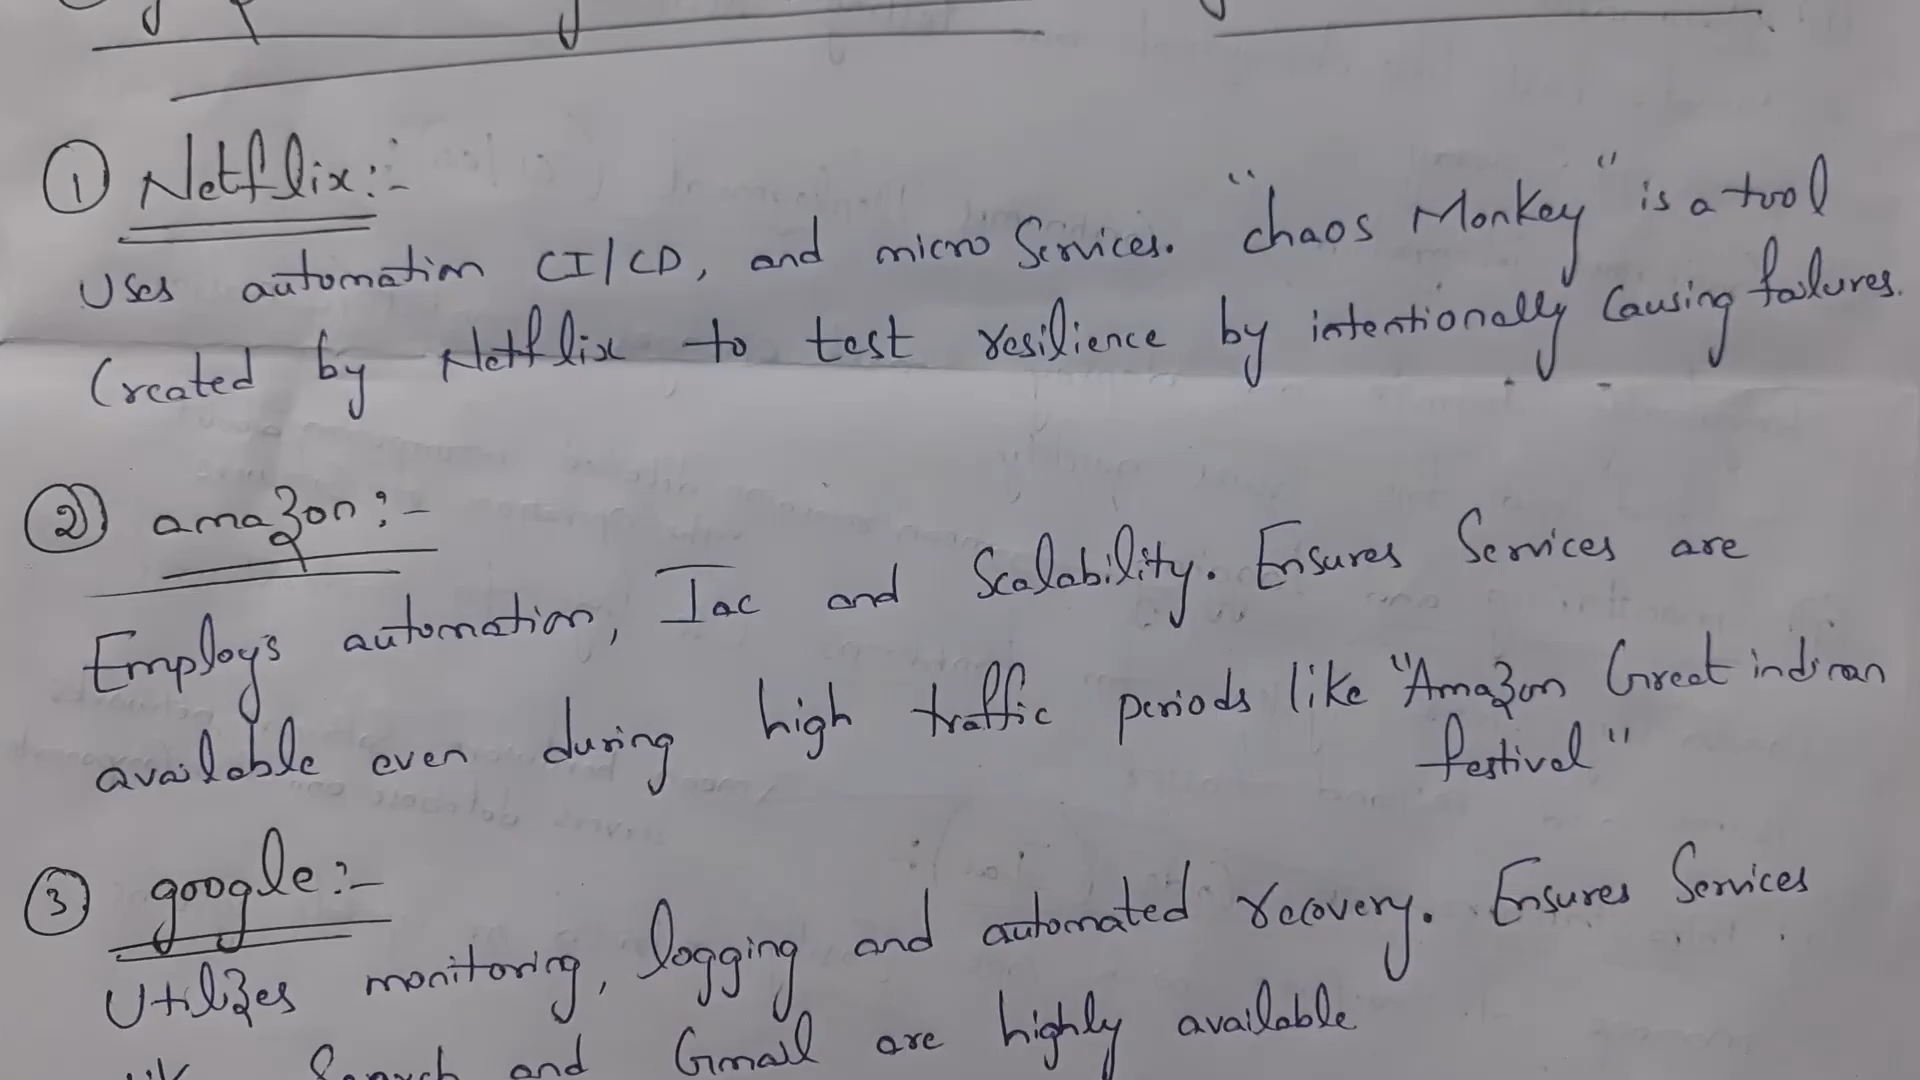 ① Netflix:-
Uses automation CI/CD, and micro Services. "chaos Monkey" is a tool
Created by Netflix to test resilience by intentionally Causing failures.
② amazon:-
Employs automation, Iac and Scalability. Ensures Services are
available even during high traffic periods like "Amazon Great indian
festival"
③ google:-
Utilizes monitoring, logging and automated recovery. Ensures Services
Search and Gmail are highly available